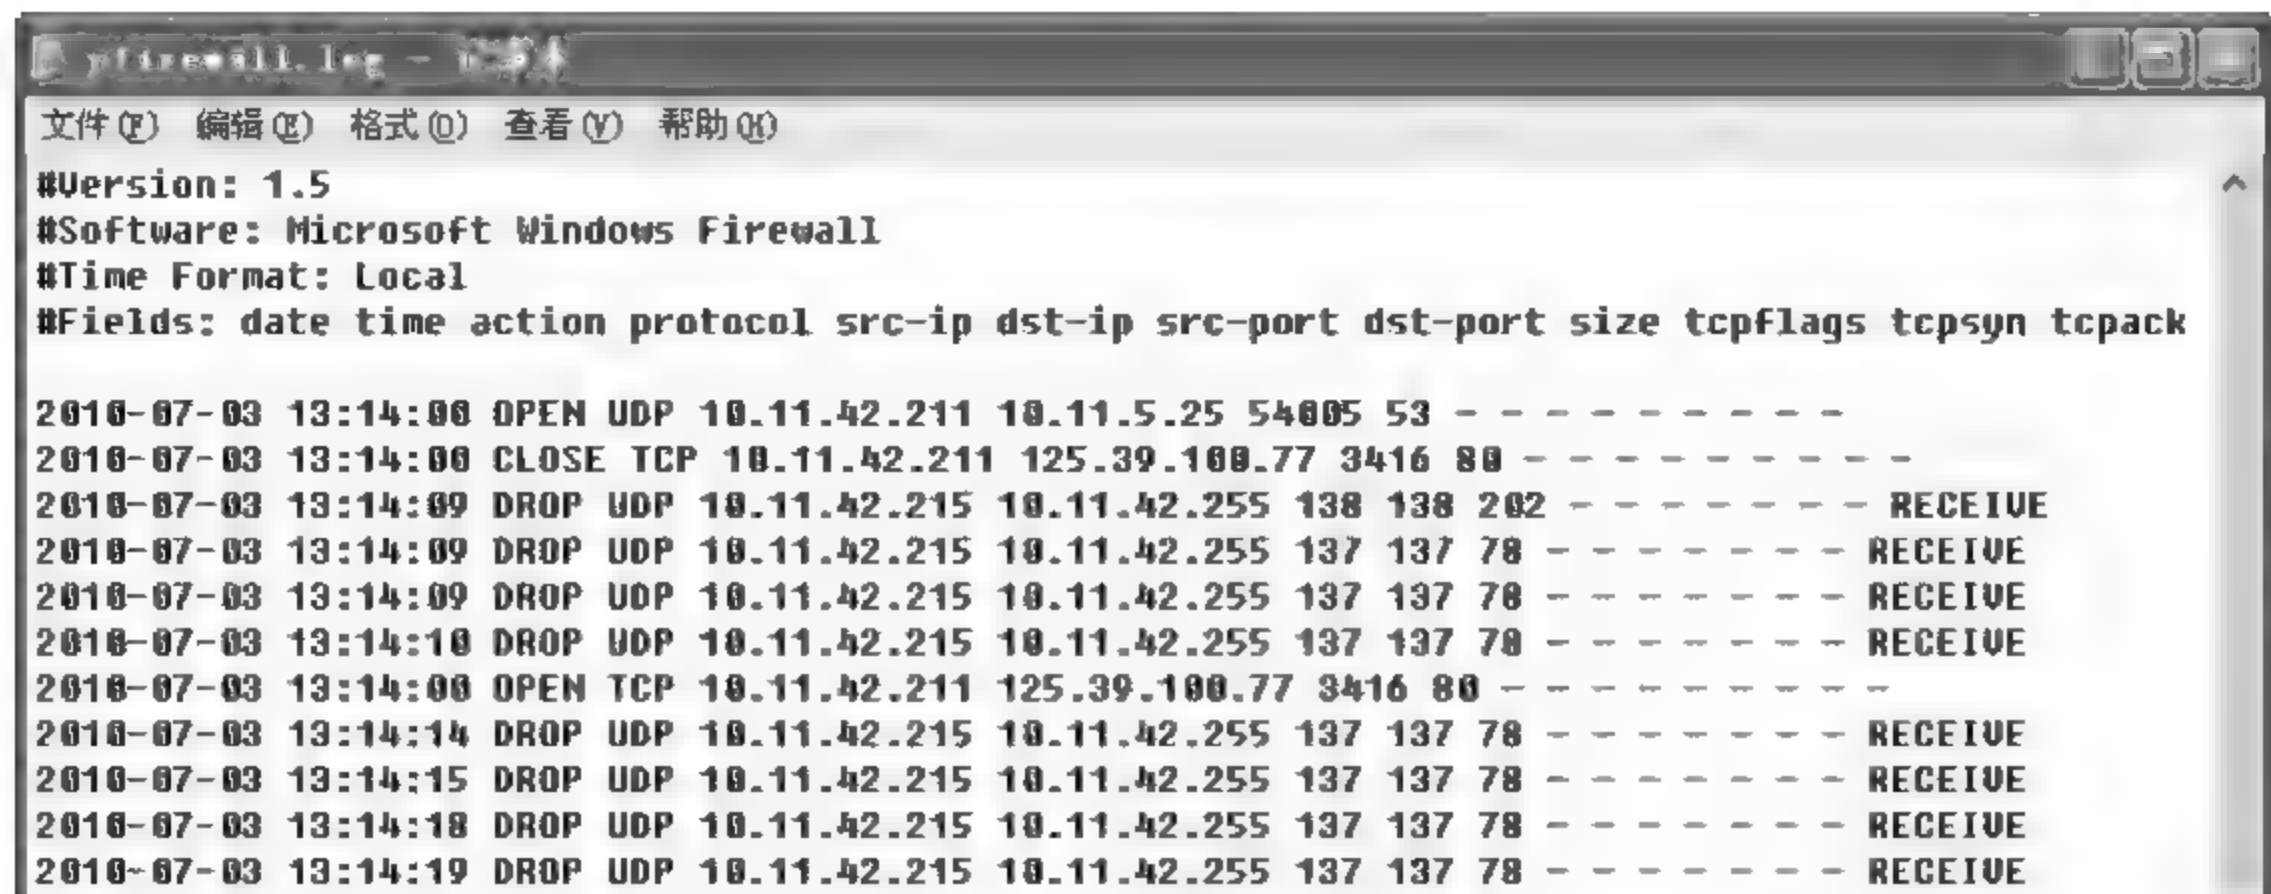 pfirewall.log - 记事本
文件(F) 编辑(E) 格式(O) 查看(V) 帮助(H)
#Version: 1.5
#Software: Microsoft Windows Firewall
#Time Format: Local
#Fields: date time action protocol src-ip dst-ip src-port dst-port size tcpflags tcpsyn tcpack
2010-07-03 13:14:00 OPEN UDP 10.11.42.211 10.11.5.25 54005 53 - - - - - - - - -
2010-07-03 13:14:00 CLOSE TCP 10.11.42.211 125.39.100.77 3416 80 - - - - - - - - -
2010-07-03 13:14:09 DROP UDP 10.11.42.215 10.11.42.255 138 138 202 - - - - - - - RECEIVE
2010-07-03 13:14:09 DROP UDP 10.11.42.215 10.11.42.255 137 137 78 - - - - - - - RECEIVE
2010-07-03 13:14:09 DROP UDP 10.11.42.215 10.11.42.255 137 137 78 - - - - - - - RECEIVE
2010-07-03 13:14:10 DROP UDP 10.11.42.215 10.11.42.255 137 137 78 - - - - - - - RECEIVE
2010-07-03 13:14:00 OPEN TCP 10.11.42.211 125.39.100.77 3416 80 - - - - - - - - -
2010-07-03 13:14:14 DROP UDP 10.11.42.215 10.11.42.255 137 137 78 - - - - - - - RECEIVE
2010-07-03 13:14:15 DROP UDP 10.11.42.215 10.11.42.255 137 137 78 - - - - - - - RECEIVE
2010-07-03 13:14:18 DROP UDP 10.11.42.215 10.11.42.255 137 137 78 - - - - - - - RECEIVE
2010-07-03 13:14:19 DROP UDP 10.11.42.215 10.11.42.255 137 137 78 - - - - - - - RECEIVE